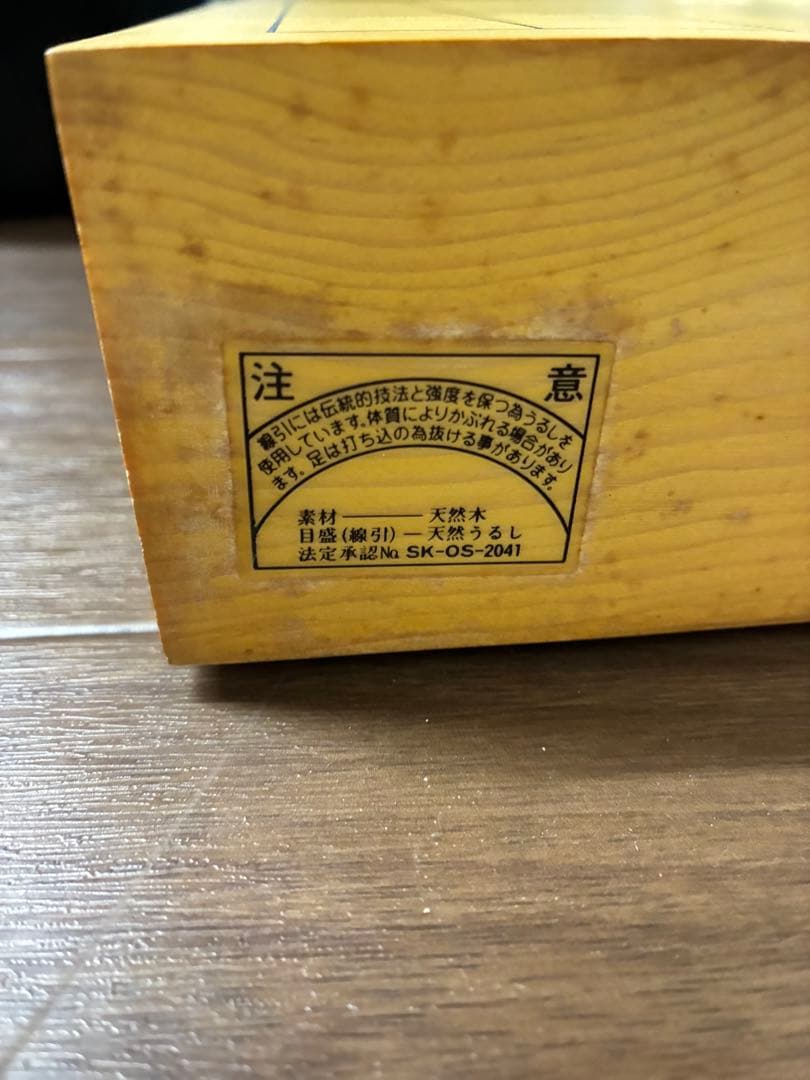 注 意
線引には伝統的技法と強度を保つ為うるしを
使用しています。体質によりかぶれる場合があり
ます。足は打ち込の為抜ける事があります。
素材――――天然木
目盛(線引)―天然うるし
法定承認No. SK-OS-2041